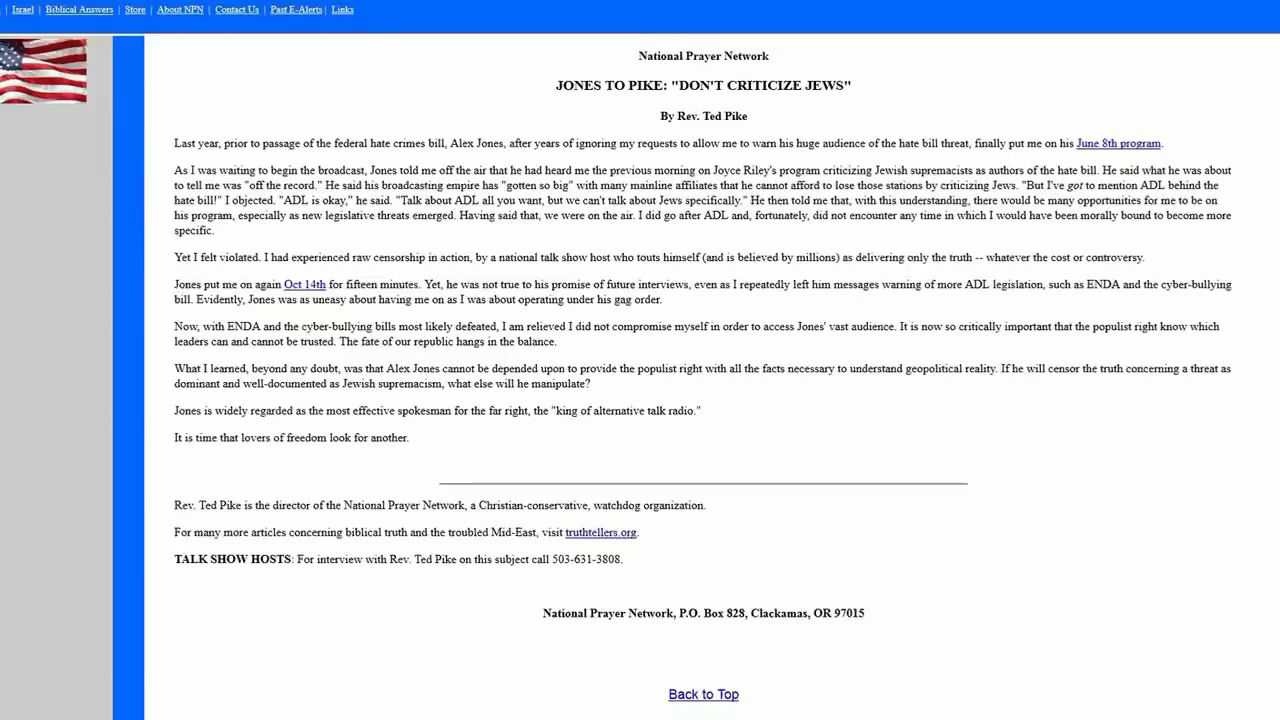 | Israel | Biblical Answers | Store | About NPN | Contact Us | Past E-Alerts | Links
National Prayer Network
JONES TO PIKE: "DON'T CRITICIZE JEWS"
By Rev. Ted Pike
Last year, prior to passage of the federal hate crimes bill, Alex Jones, after years of ignoring my requests to allow me to warn his huge audience of the hate bill threat, finally put me on his June 8th program.
As I was waiting to begin the broadcast, Jones told me off the air that he had heard me the previous morning on Joyce Riley's program criticizing Jewish supremacists as authors of the hate bill. He said what he was about
to tell me was "off the record." He said his broadcasting empire has "gotten so big" with many mainline affiliates that he cannot afford to lose those stations by criticizing Jews. "But I've got to mention ADL behind the
hate bill!" I objected. "ADL is okay," he said. "Talk about ADL all you want, but we can't talk about Jews specifically." He then told me that, with this understanding, there would be many opportunities for me to be on
his program, especially as new legislative threats emerged. Having said that, we were on the air. I did go after ADL and, fortunately, did not encounter any time in which I would have been morally bound to become more
specific.
Yet I felt violated. I had experienced raw censorship in action, by a national talk show host who touts himself (and is believed by millions) as delivering only the truth -- whatever the cost or controversy.
Jones put me on again Oct 14th for fifteen minutes. Yet, he was not true to his promise of future interviews, even as I repeatedly left him messages warning of more ADL legislation, such as ENDA and the cyber-bullying
bill. Evidently, Jones was as uneasy about having me on as I was about operating under his gag order.
Now, with ENDA and the cyber-bullying bills most likely defeated, I am relieved I did not compromise myself in order to access Jones' vast audience. It is now so critically important that the populist right know which
leaders can and cannot be trusted. The fate of our republic hangs in the balance.
What I learned, beyond any doubt, was that Alex Jones cannot be depended upon to provide the populist right with all the facts necessary to understand geopolitical reality. If he will censor the truth concerning a threat as
dominant and well-documented as Jewish supremacism, what else will he manipulate?
Jones is widely regarded as the most effective spokesman for the far right, the "king of alternative talk radio."
It is time that lovers of freedom look for another.
Rev. Ted Pike is the director of the National Prayer Network, a Christian-conservative, watchdog organization.
For many more articles concerning biblical truth and the troubled Mid-East, visit truthtellers.org.
TALK SHOW HOSTS: For interview with Rev. Ted Pike on this subject call 503-631-3808.
National Prayer Network, P.O. Box 828, Clackamas, OR 97015
Back to Top